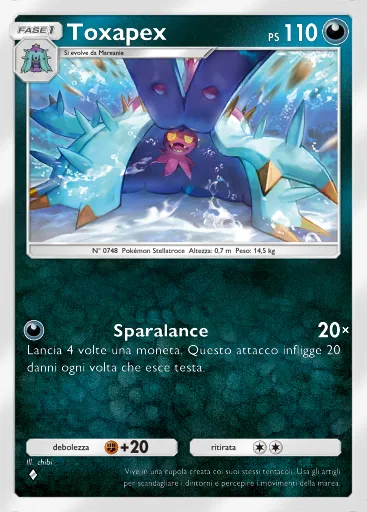 FASE 1
Toxapex
PS 110
Si evolve da Mareanie
N° 0748 Pokémon Stellatroce Altezza: 0,7 m Peso: 14,5 kg
Sparalance 20×
Lancia 4 volte una moneta. Questo attacco infligge 20
danni ogni volta che esce testa.
debolezza +20 ritirata
Ill. chibi
Vive in una cupola creata coi suoi stessi tentacoli. Usa gli artigli
per scandagliare i dintorni e percepire i movimenti della marea.